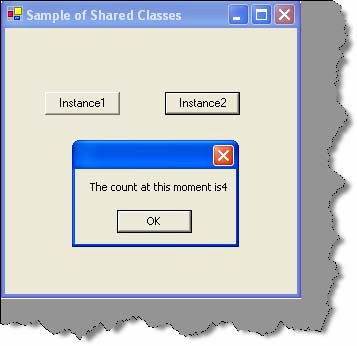 Sample of Shared Classes
Instance1 Instance2
The count at this moment is4
OK